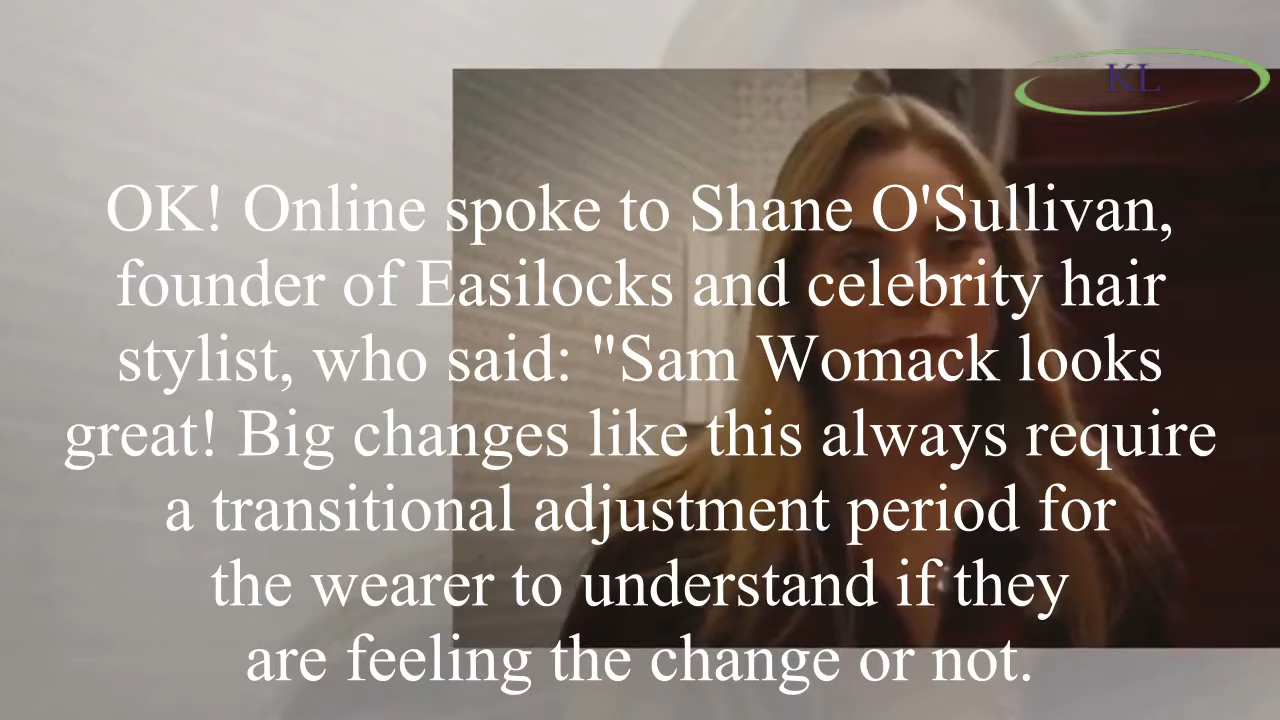 KL
OK! Online spoke to Shane O'Sullivan,
founder of Easilocks and celebrity hair
stylist, who said: "Sam Womack looks
great! Big changes like this always require
a transitional adjustment period for
the wearer to understand if they
are feeling the change or not.